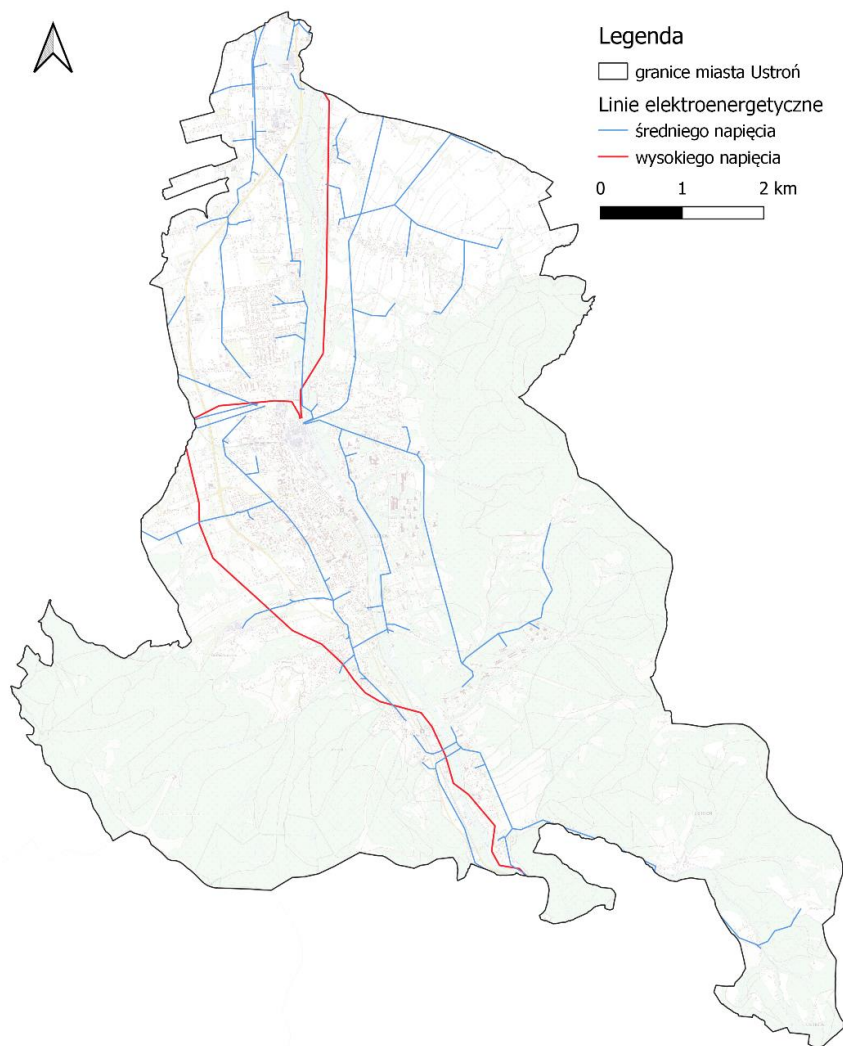 Legenda
granice miasta Ustroń
Linie elektroenergetyczne
średniego napięcia
wysokiego napięcia
0 1 2 km